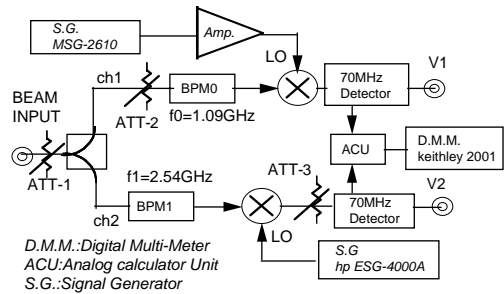 S.G.
MSG-2610
Amp.
LO
V1
ch1
70MHz
Detector
BPM0
BEAM
INPUT
ATT-2
f0=1.09GHz
ACU
D.M.M.
keithley 2001
ATT-1
ATT-3
f1=2.54GHz
V2
BPM1
ch2
70MHz
Detector
LO
D.M.M.:Digital Multi-Meter
ACU:Analog calculator Unit
S.G.:Signal Generator
S.G
hp ESG-4000A